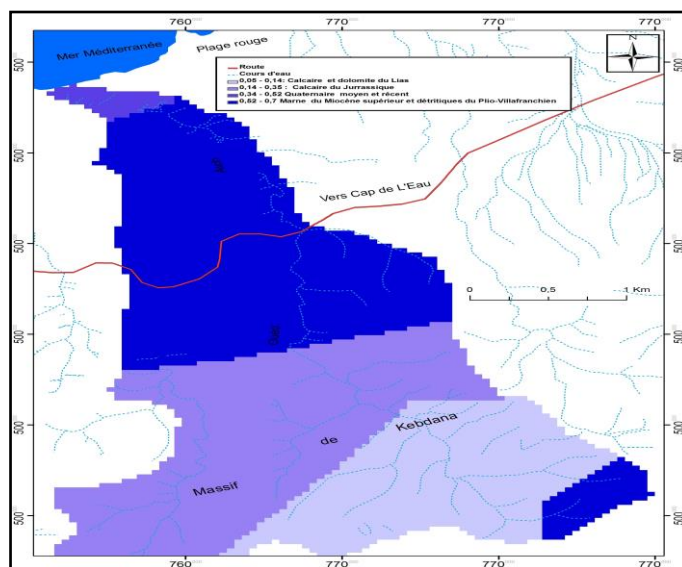 760
770
770
Mer Méditerranée
Plage rouge
N
500
Route
Cours d'eau
0,05 - 0,14: Calcaire et dolomite du Lias
0,14 - 0,35 : Calcaire du Jurrassique
0,34 - 0,52 Quaternaire moyen et récent
0,52 - 0,7 Marne du Miocène supérieur et détritiques du Plio-Villafranchien
500
500
Vers Cap de L'Eau
500
500
0 0,5 1 Km
500
500
Oued
500
500
Kebdana
de
Massif
500
500
760
770
770